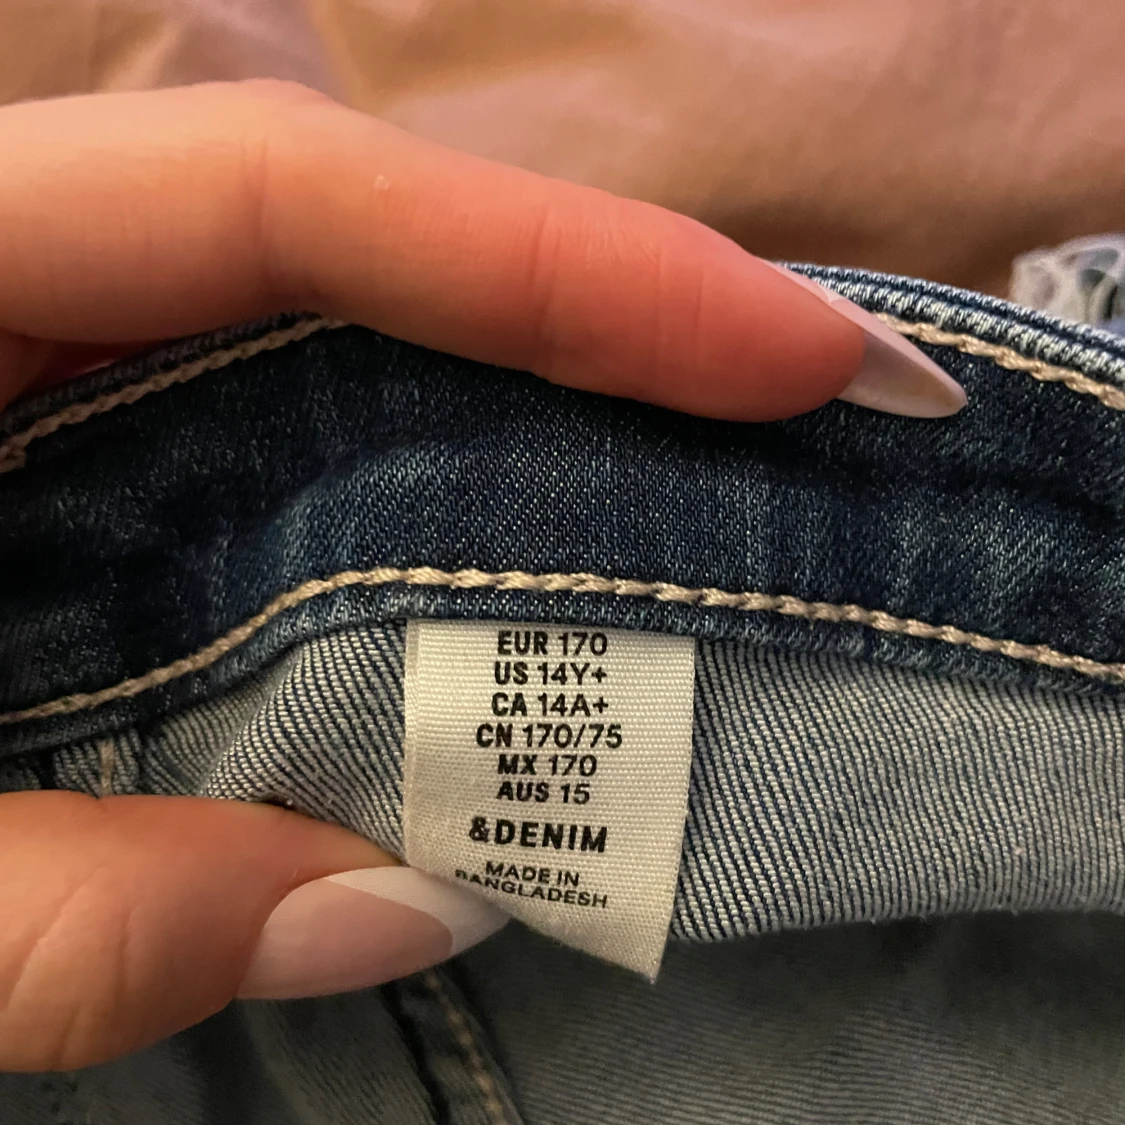 EUR 170
US 14Y+
CA 14A+
CN 170/75
MX 170
AUS 15
&DENIM
MADE IN
BANGLADESH